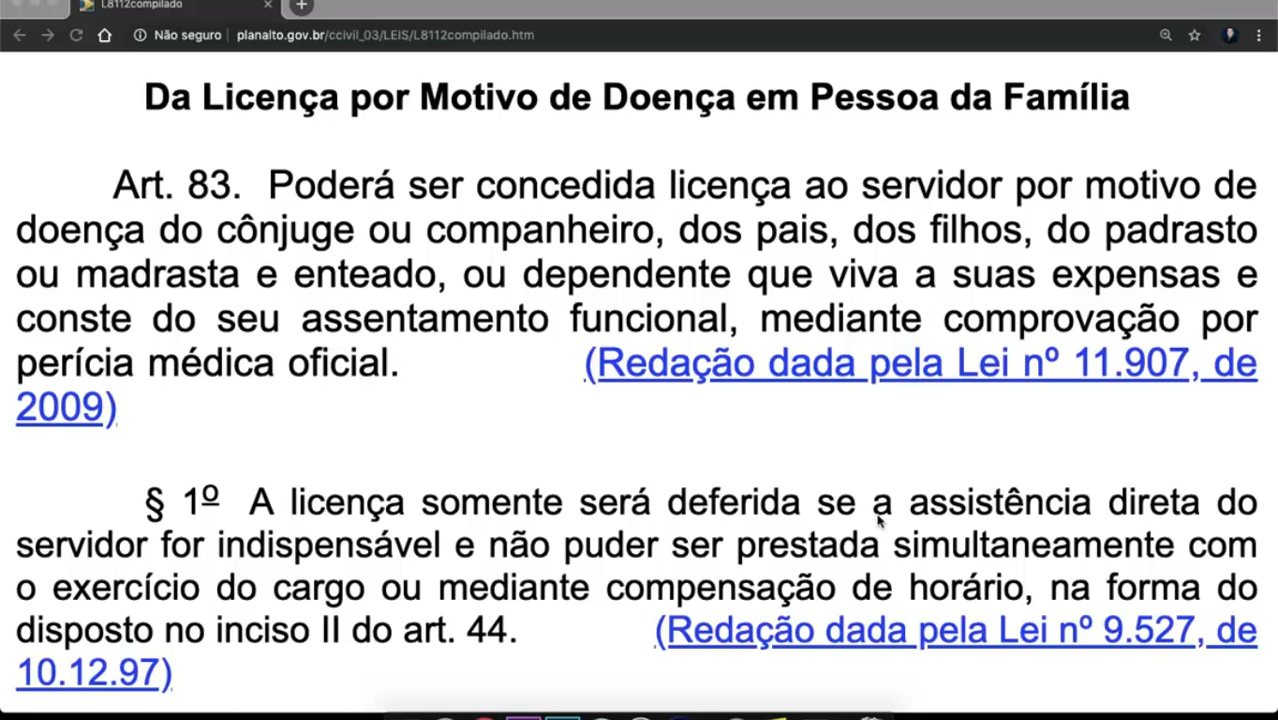 L8112compilado
Não seguro | planalto.gov.br/ccivil_03/LEIS/L8112compilado.htm
Da Licença por Motivo de Doença em Pessoa da Família
Art. 83. Poderá ser concedida licença ao servidor por motivo de
doença do cônjuge ou companheiro, dos pais, dos filhos, do padrasto
ou madrasta e enteado, ou dependente que viva a suas expensas e
conste do seu assentamento funcional, mediante comprovação por
perícia médica oficial. (Redação dada pela Lei nº 11.907, de
2009)
§ 1º A licença somente será deferida se a assistência direta do
servidor for indispensável e não puder ser prestada simultaneamente com
o exercício do cargo ou mediante compensação de horário, na forma do
disposto no inciso II do art. 44. (Redação dada pela Lei nº 9.527, de
10.12.97)